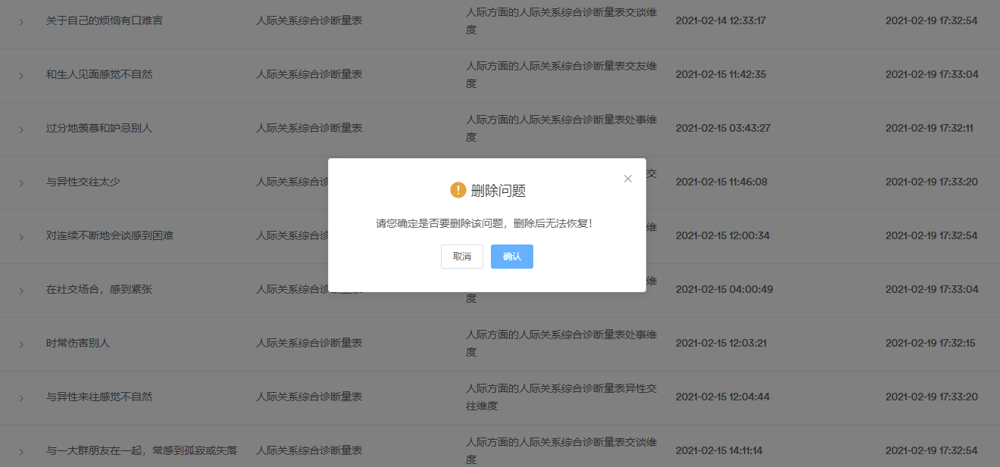 关于自己的烦恼有口难言 人际关系综合诊断量表 人际方面的人际关系综合诊断量表交谈维 2021-02-14 12:33:17 2021-02-19 17:32:54
度
和生人见面感觉不自然 人际关系综合诊断量表 人际方面的人际关系综合诊断量表交友维 2021-02-15 11:42:35 2021-02-19 17:33:04
度
过分地羡慕和妒忌别人 人际关系综合诊断量表 人际方面的人际关系综合诊断量表处事维 2021-02-15 03:43:27 2021-02-19 17:32:11
度
与异性交往太少 人际关系综合 交 2021-02-15 11:46:08 2021-02-19 17:33:20
删除问题
请您确定是否要删除该问题，删除后无法恢复！
对连续不断地会谈感到困难 人际关系综合 维 2021-02-15 12:00:34 2021-02-19 17:32:54
取消 确认
在社交场合，感到紧张 人际关系综合 维 2021-02-15 04:00:49 2021-02-19 17:33:04
度
时常伤害别人 人际关系综合诊断量表 人际方面的人际关系综合诊断量表处事维 2021-02-15 12:03:21 2021-02-19 17:32:15
度
与异性来往感觉不自然 人际关系综合诊断量表 人际方面的人际关系综合诊断量表异性交 2021-02-15 12:04:44 2021-02-19 17:33:20
往维度
与一大群朋友在一起，常感到孤寂或失落 人际关系综合诊断量表 人际方面的人际关系综合诊断量表交谈维 2021-02-15 14:11:14 2021-02-19 17:32:54
度